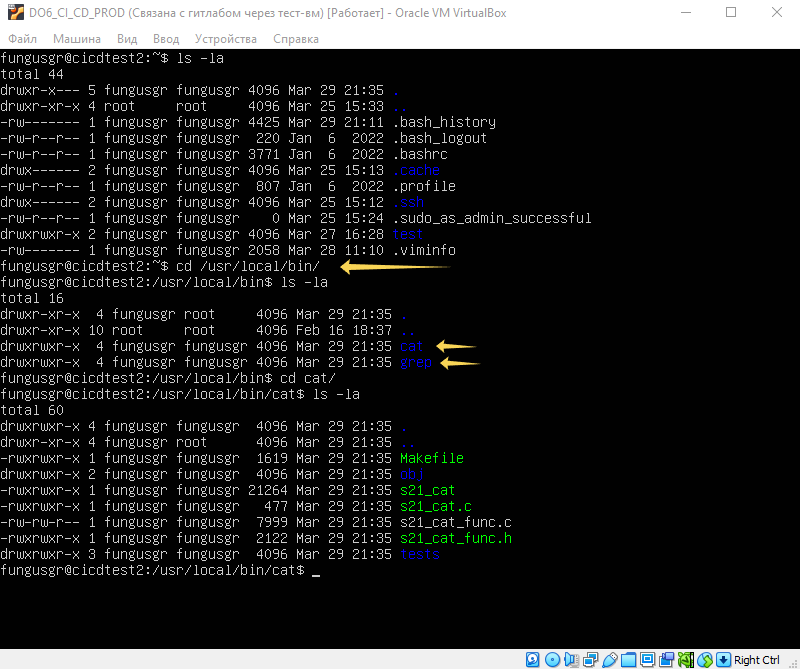 DO6_CI_CD_PROD (Связана с гитлабом через тест-вм) [Работает] - Oracle VM VirtualBox
Файл Машина Вид Ввод Устройства Справка
fungusgr@cicdtest2:~$ ls -la
total 44
drwxr-x--- 5 fungusgr fungusgr 4096 Mar 29 21:35 .
drwxr-xr-x 4 root     root     4096 Mar 25 15:33 ..
-rw------- 1 fungusgr fungusgr 4425 Mar 29 21:11 .bash_history
-rw-r--r-- 1 fungusgr fungusgr  220 Jan  6  2022 .bash_logout
-rw-r--r-- 1 fungusgr fungusgr 3771 Jan  6  2022 .bashrc
drwx------ 2 fungusgr fungusgr 4096 Mar 25 15:13 .cache
-rw-r--r-- 1 fungusgr fungusgr  807 Jan  6  2022 .profile
drwx------ 2 fungusgr fungusgr 4096 Mar 25 15:12 .ssh
-rw-r--r-- 1 fungusgr fungusgr    0 Mar 25 15:24 .sudo_as_admin_successful
drwxrwxr-x 2 fungusgr fungusgr 4096 Mar 27 16:28 test
-rw------- 1 fungusgr fungusgr 2058 Mar 28 11:10 .viminfo
fungusgr@cicdtest2:~$ cd /usr/local/bin/
fungusgr@cicdtest2:/usr/local/bin$ ls -la
total 16
drwxr-xr-x  4 fungusgr root     4096 Mar 29 21:35 .
drwxr-xr-x 10 root     root     4096 Feb 16 18:37 ..
drwxrwxr-x  4 fungusgr fungusgr 4096 Mar 29 21:35 cat
drwxrwxr-x  4 fungusgr fungusgr 4096 Mar 29 21:35 grep
fungusgr@cicdtest2:/usr/local/bin$ cd cat/
fungusgr@cicdtest2:/usr/local/bin/cat$ ls -la
total 60
drwxrwxr-x 4 fungusgr fungusgr  4096 Mar 29 21:35 .
drwxr-xr-x 4 fungusgr root      4096 Mar 29 21:35 ..
-rwxrwxr-x 1 fungusgr fungusgr  1619 Mar 29 21:35 Makefile
drwxrwxr-x 2 fungusgr fungusgr  4096 Mar 29 21:35 obj
-rwxrwxr-x 1 fungusgr fungusgr 21264 Mar 29 21:35 s21_cat
-rwxrwxr-x 1 fungusgr fungusgr   477 Mar 29 21:35 s21_cat.c
-rw-rw-r-- 1 fungusgr fungusgr  7999 Mar 29 21:35 s21_cat_func.c
-rwxrwxr-x 1 fungusgr fungusgr  2122 Mar 29 21:35 s21_cat_func.h
drwxrwxr-x 3 fungusgr fungusgr  4096 Mar 29 21:35 tests
fungusgr@cicdtest2:/usr/local/bin/cat$ _
Right Ctrl